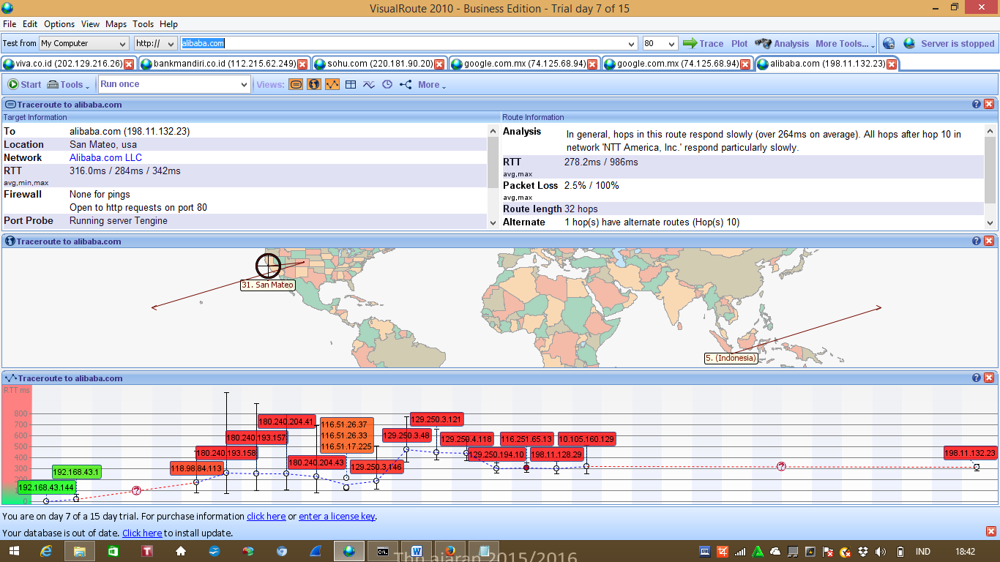 VisualRoute 2010 - Business Edition - Trial day 7 of 15
File Edit Options View Maps Tools Help
Test from My Computer http:// alibaba.com 80 Trace Plot Analysis More Tools... Server is stopped
viva.co.id (202.129.216.26) bankmandiri.co.id (112.215.62.249) sohu.com (220.181.90.20) google.com.mx (74.125.68.94) google.com.mx (74.125.68.94) alibaba.com (198.11.132.23)
Start Tools Run once Views: More
Traceroute to alibaba.com
Target Information
To alibaba.com (198.11.132.23)
Location San Mateo, usa
Network Alibaba.com LLC
RTT 316.0ms / 284ms / 342ms
avg,min,max
Firewall None for pings
Open to http requests on port 80
Port Probe Running server Tengine
Route Information
Analysis In general, hops in this route respond slowly (over 264ms on average). All hops after hop 10 in
network 'NTT America, Inc.' respond particularly slowly.
RTT 278.2ms / 986ms
avg,max
Packet Loss 2.5% / 100%
avg,max
Route length 32 hops
Alternate 1 hop(s) have alternate routes (Hop(s) 10)
Traceroute to alibaba.com
31. San Mateo
5. (Indonesia)
Traceroute to alibaba.com
RTT ms
800
700
600
500
400
300
200
100
0
192.168.43.144
192.168.43.1
118.98.84.113
180.240.193.158
180.240.193.157
180.240.204.41
180.240.204.43
116.51.26.37
116.51.26.33
116.51.17.225
129.250.3.146
129.250.3.48
129.250.3.121
129.250.4.118
129.250.194.10
116.251.65.13
198.11.128.29
10.105.160.129
198.11.132.23
You are on day 7 of a 15 day trial. For purchase information click here or enter a license key.
Your database is out of date. Click here to install update.
Thp ajaran 2015/2016
IND 18:42